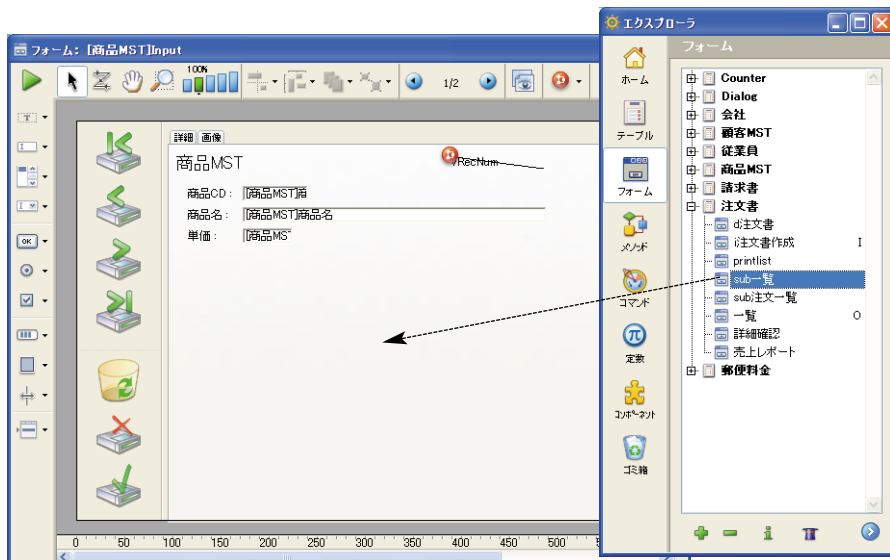 フォーム: [商品MST]Input
100%
1/2
詳細 画像
商品MST
vRecNum
商品CD: [商品MST]商
商品名: [商品MST]商品名
単価: [商品MS
OK
0 50 100 150 200 250 300 350 400 450 500
エクスプローラ
ホーム
テーブル
フォーム
メソッド
コマンド
定数
コンポーネント
ゴミ箱
フォーム
Counter
Dialog
会社
顧客MST
従業員
商品MST
請求書
注文書
d注文書
i注文書作成 I
printlist
sub一覧
sub注文一覧
一覧 O
詳細確認
売上レポート
郵便料金